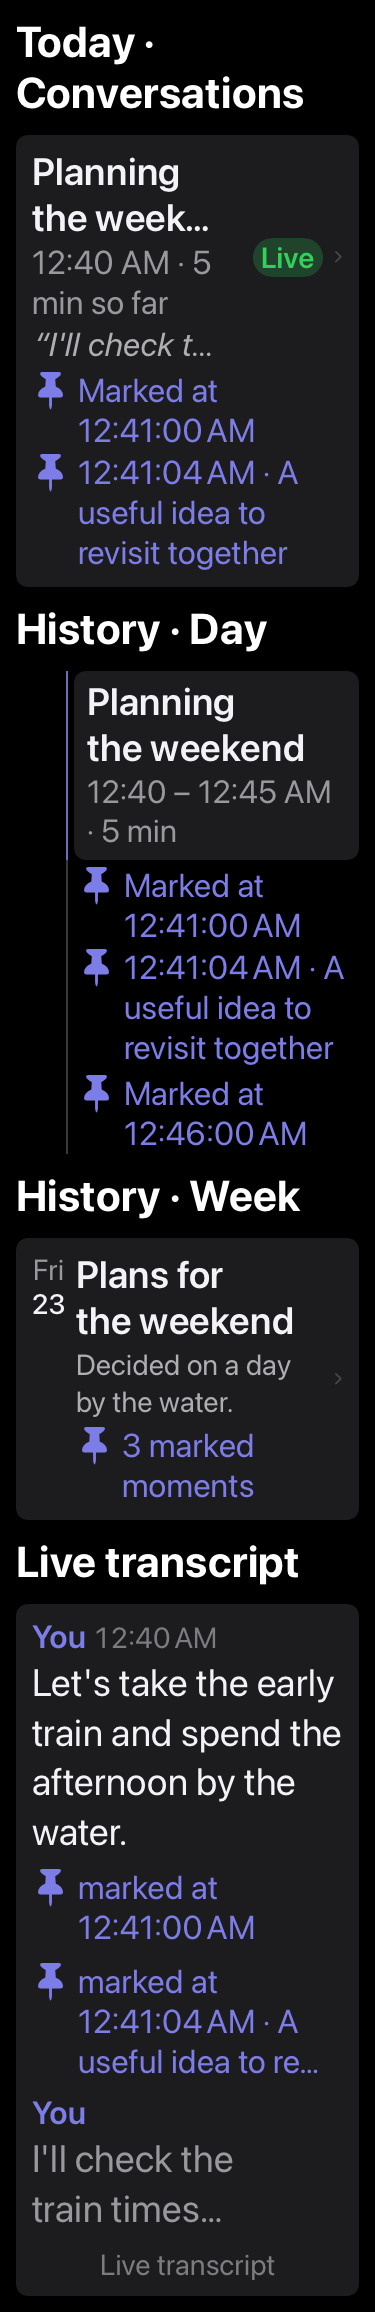 Today ·
Conversations
Planning
the week...
12:40 AM · 5
min so far
Live
“I'll check t...
Marked at
12:41:00 AM
12:41:04 AM · A
useful idea to
revisit together
History · Day
Planning
the weekend
12:40 – 12:45 AM
· 5 min
Marked at
12:41:00 AM
12:41:04 AM · A
useful idea to
revisit together
Marked at
12:46:00 AM
History · Week
Fri
23
Plans for
the weekend
Decided on a day
by the water.
3 marked
moments
Live transcript
You 12:40 AM
Let's take the early
train and spend the
afternoon by the
water.
marked at
12:41:00 AM
marked at
12:41:04 AM · A
useful idea to re...
You
I'll check the
train times...
Live transcript